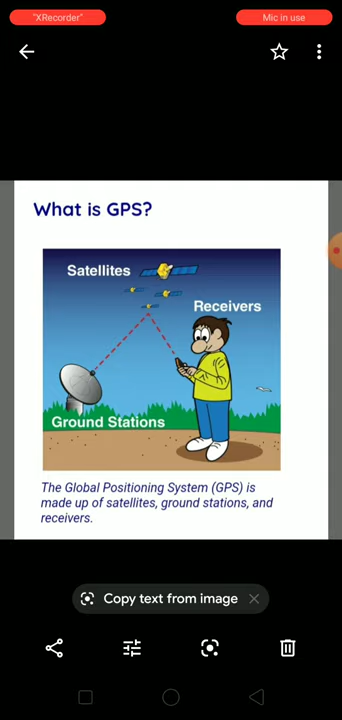 "XRecorder"
Mic in use
What is GPS?
Satellites
Receivers
Ground Stations
The Global Positioning System (GPS) is
made up of satellites, ground stations, and
receivers.
Copy text from image